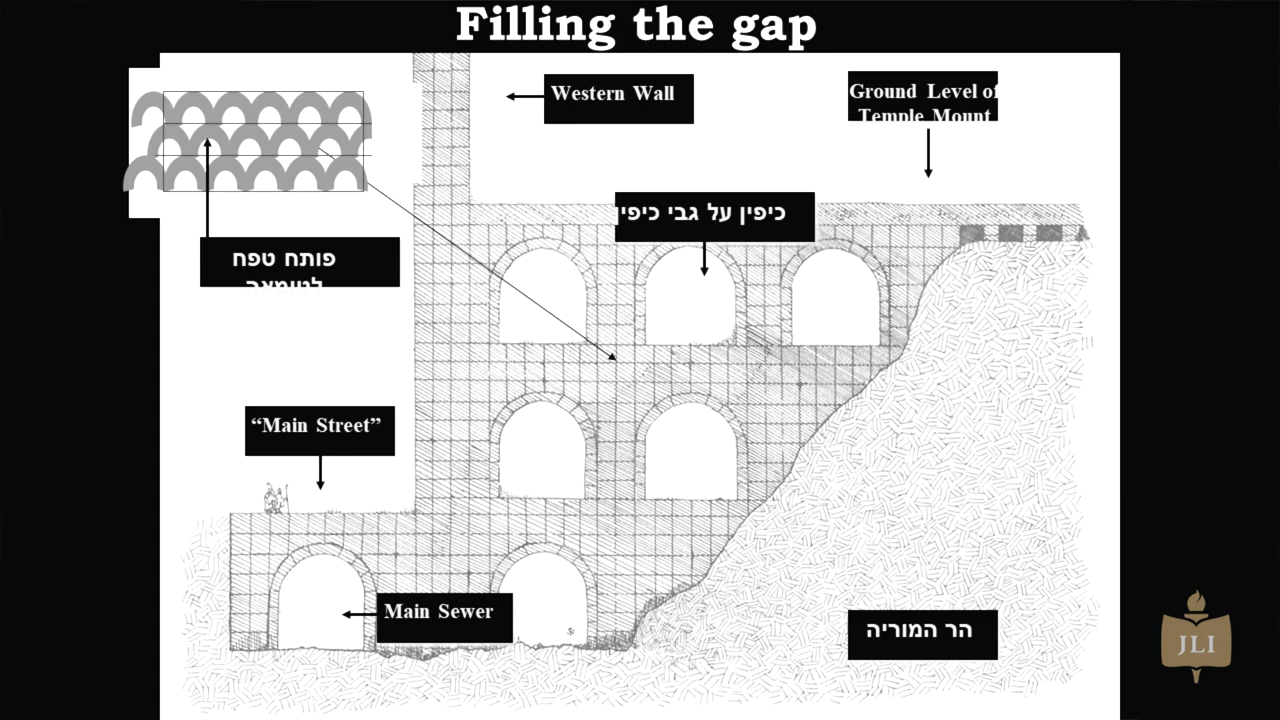 Filling the gap
Western Wall
Ground Level of
Temple Mount
כיפין על גבי כיפין
פותח טפח
לטומאה
"Main Street"
Main Sewer
הר המוריה
JLI